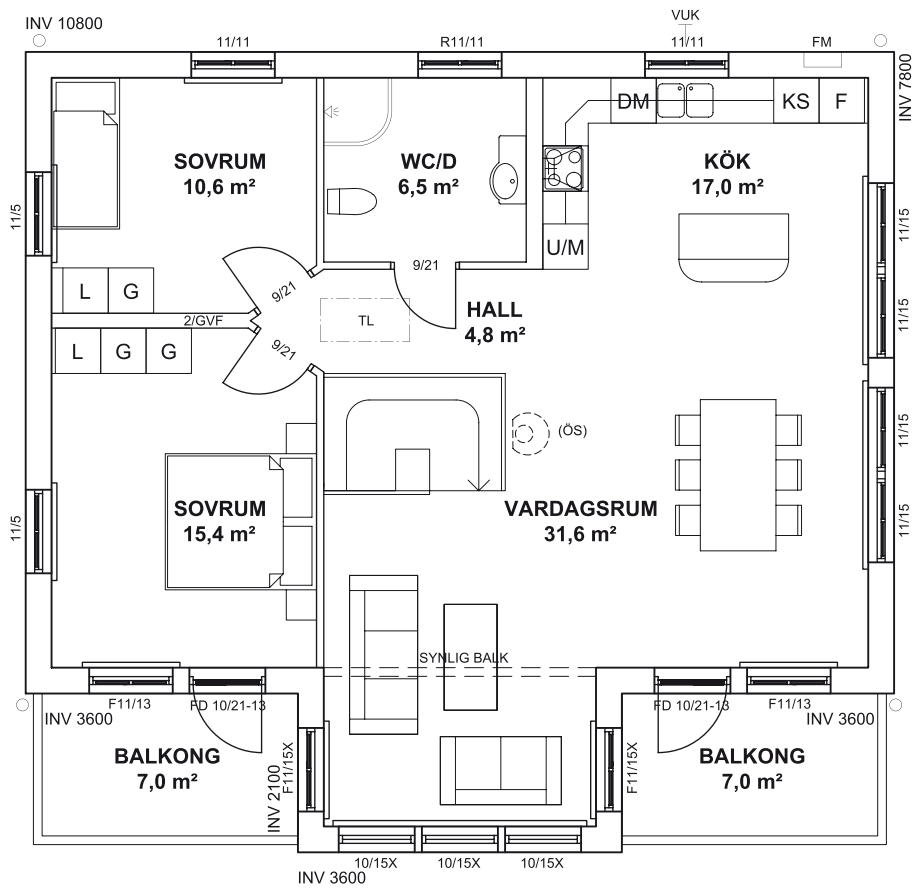 VUK
INV 10800
11/11
R11/11
11/11
FM
INV 7800
DM
KS
F
SOVRUM
10,6 m²
WC/D
6,5 m²
KÖK
17,0 m²
11/5
11/15
U/M
9/21
9/21
L
G
HALL
4,8 m²
TL
2/GVF
11/15
9/21
L
G
G
11/15
(ÖS)
SOVRUM
15,4 m²
VARDAGSRUM
31,6 m²
11/5
11/15
SYNLIG BALK
F11/13
FD 10/21-13
FD 10/21-13
F11/13
INV 3600
INV 3600
BALKONG
7,0 m²
BALKONG
7,0 m²
INV 2100
F11/15X
F11/15X
10/15X
10/15X
10/15X
INV 3600